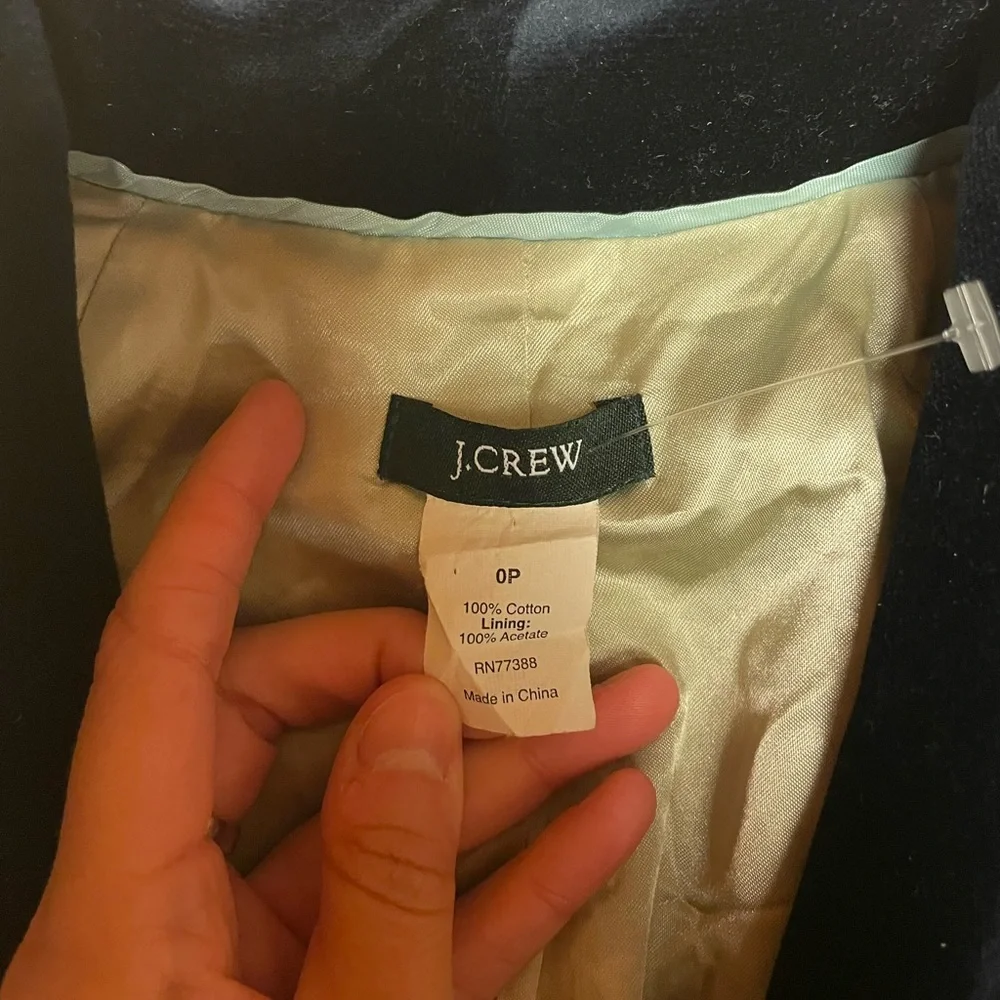 J.CREW
0P
100% Cotton
Lining:
100% Acetate
RN77388
Made in China